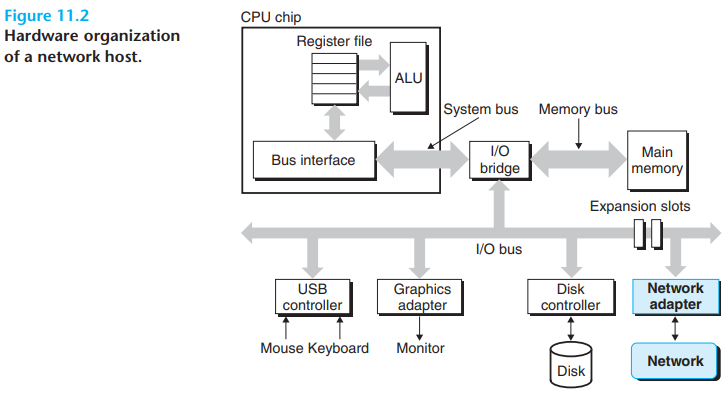 Figure 11.2
Hardware organization
of a network host.
CPU chip
Register file
ALU
System bus
Memory bus
Bus interface
I/O
bridge
Main
memory
Expansion slots
I/O bus
USB
controller
Graphics
adapter
Disk
controller
Network
adapter
Mouse Keyboard
Monitor
Disk
Network